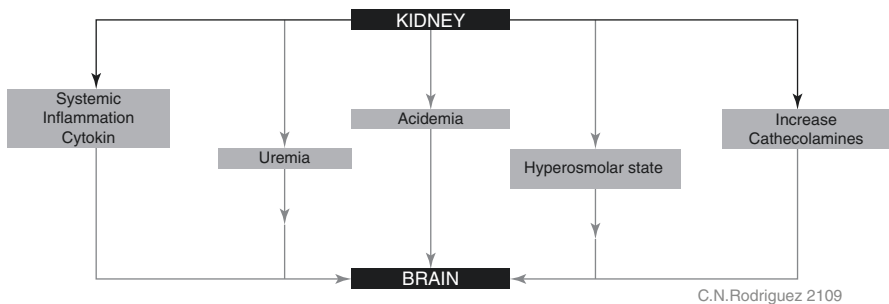 KIDNEY
Systemic
Inflammation
Cytokin
Uremia
Acidemia
Hyperosmolar state
Increase
Cathecolamines
BRAIN
C.N.Rodriguez 2109